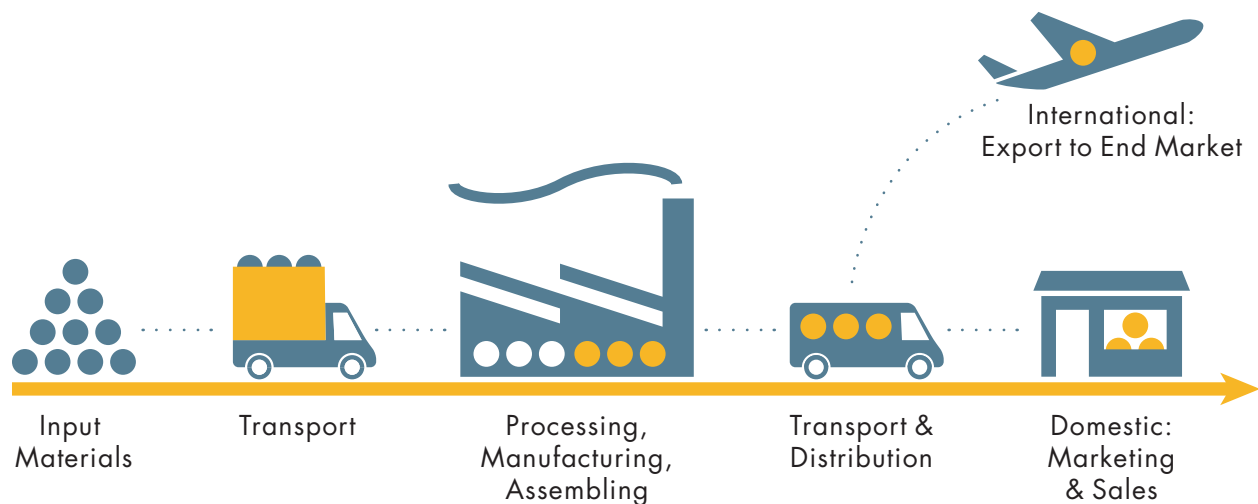 International:
Export to End Market
Input
Materials
Transport
Processing,
Manufacturing,
Assembling
Transport &
Distribution
Domestic:
Marketing
& Sales